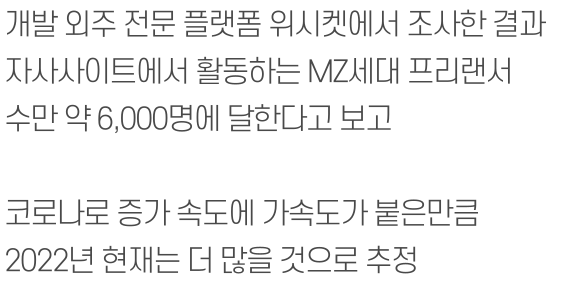 개발 외주 전문 플랫폼 위시켓에서 조사한 결과
자사사이트에서 활동하는 MZ세대 프리랜서
수만 약 6,000명에 달한다고 보고
코로나로 증가 속도에 가속도가 붙은만큼
2022년 현재는 더 많을 것으로 추정